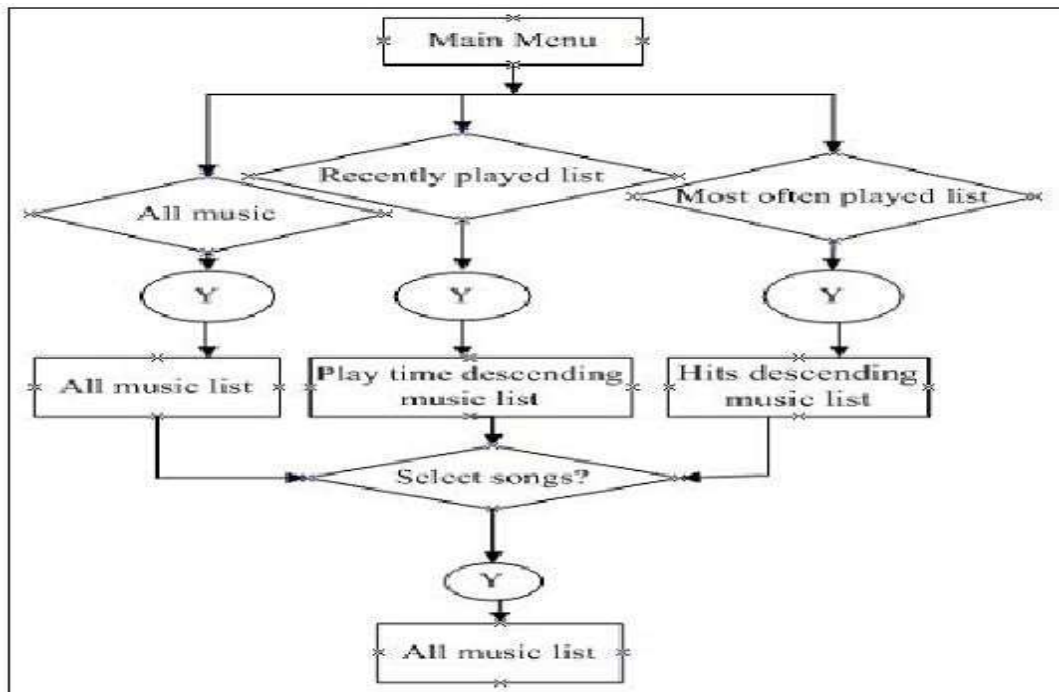 Main Menu
Recently played list
All music
Most often played list
Y
Y
Y
All music list
Play time descending
music list
Hits descending
music list
Select songs?
Y
All music list